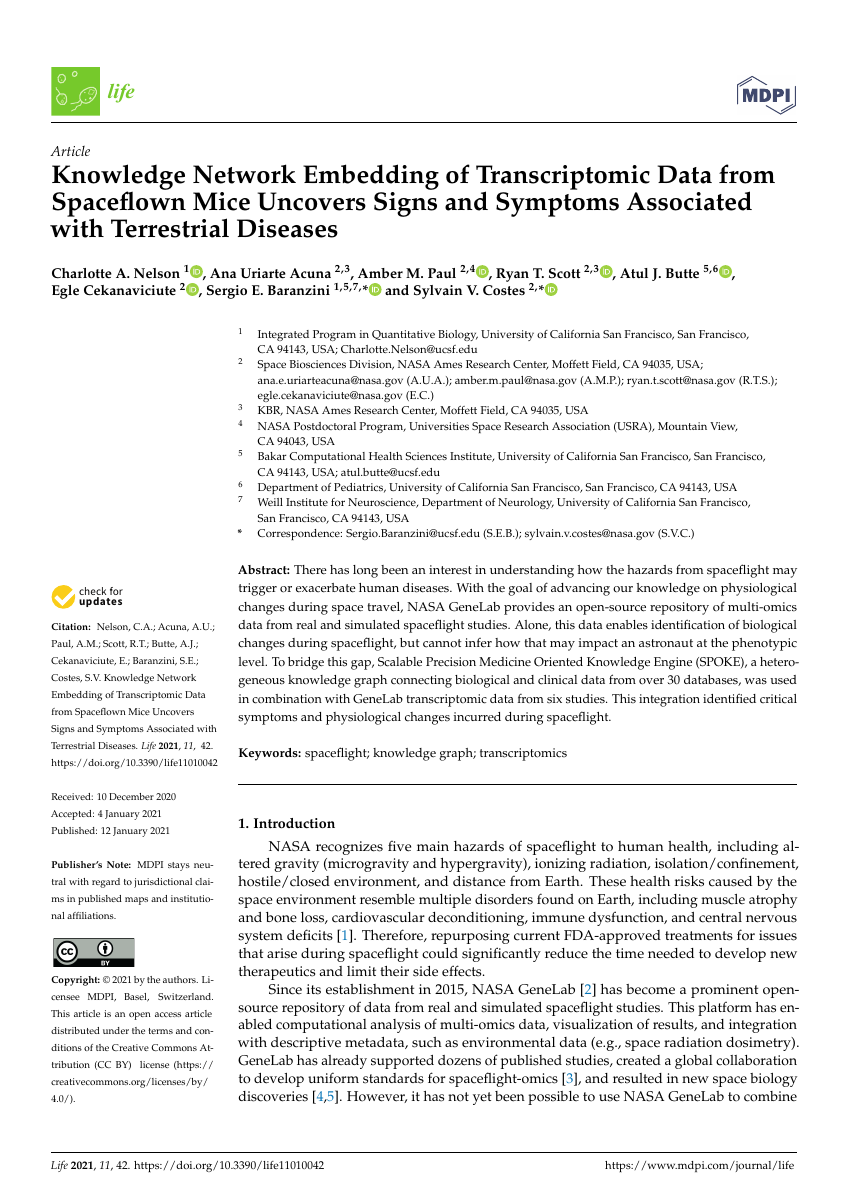 life
MDPI
Article
Knowledge Network Embedding of Transcriptomic Data from
Spaceflown Mice Uncovers Signs and Symptoms Associated
with Terrestrial Diseases
Charlotte A. Nelson 1 iD, Ana Uriarte Acuna 2,3, Amber M. Paul 2,4 iD, Ryan T. Scott 2,3 iD, Atul J. Butte 5,6 iD,
Egle Cekanaviciute 2 iD, Sergio E. Baranzini 1,5,7,* iD and Sylvain V. Costes 2,* iD
1 Integrated Program in Quantitative Biology, University of California San Francisco, San Francisco,
CA 94143, USA; Charlotte.Nelson@ucsf.edu
2 Space Biosciences Division, NASA Ames Research Center, Moffett Field, CA 94035, USA;
ana.e.uriarteacuna@nasa.gov (A.U.A.); amber.m.paul@nasa.gov (A.M.P.); ryan.t.scott@nasa.gov (R.T.S.);
egle.cekanaviciute@nasa.gov (E.C.)
3 KBR, NASA Ames Research Center, Moffett Field, CA 94035, USA
4 NASA Postdoctoral Program, Universities Space Research Association (USRA), Mountain View,
CA 94043, USA
5 Bakar Computational Health Sciences Institute, University of California San Francisco, San Francisco,
CA 94143, USA; atul.butte@ucsf.edu
6 Department of Pediatrics, University of California San Francisco, San Francisco, CA 94143, USA
7 Weill Institute for Neuroscience, Department of Neurology, University of California San Francisco,
San Francisco, CA 94143, USA
* Correspondence: Sergio.Baranzini@ucsf.edu (S.E.B.); sylvain.v.costes@nasa.gov (S.V.C.)
Abstract: There has long been an interest in understanding how the hazards from spaceflight may
trigger or exacerbate human diseases. With the goal of advancing our knowledge on physiological
changes during space travel, NASA GeneLab provides an open-source repository of multi-omics
data from real and simulated spaceflight studies. Alone, this data enables identification of biological
changes during spaceflight, but cannot infer how that may impact an astronaut at the phenotypic
level. To bridge this gap, Scalable Precision Medicine Oriented Knowledge Engine (SPOKE), a hetero-
geneous knowledge graph connecting biological and clinical data from over 30 databases, was used
in combination with GeneLab transcriptomic data from six studies. This integration identified critical
symptoms and physiological changes incurred during spaceflight.
Keywords: spaceflight; knowledge graph; transcriptomics
check for
updates
Citation: Nelson, C.A.; Acuna, A.U.;
Paul, A.M.; Scott, R.T.; Butte, A.J.;
Cekanaviciute, E.; Baranzini, S.E.;
Costes, S.V. Knowledge Network
Embedding of Transcriptomic Data
from Spaceflown Mice Uncovers
Signs and Symptoms Associated with
Terrestrial Diseases. Life 2021, 11, 42.
https://doi.org/10.3390/life11010042
Received: 10 December 2020
Accepted: 4 January 2021
Published: 12 January 2021
Publisher's Note: MDPI stays neu-
tral with regard to jurisdictional clai-
ms in published maps and institutio-
nal affiliations.
cc BY
Copyright: © 2021 by the authors. Li-
censee MDPI, Basel, Switzerland.
This article is an open access article
distributed under the terms and con-
ditions of the Creative Commons At-
tribution (CC BY) license (https://
creativecommons.org/licenses/by/
4.0/).
1. Introduction
NASA recognizes five main hazards of spaceflight to human health, including al-
tered gravity (microgravity and hypergravity), ionizing radiation, isolation/confinement,
hostile/closed environment, and distance from Earth. These health risks caused by the
space environment resemble multiple disorders found on Earth, including muscle atrophy
and bone loss, cardiovascular deconditioning, immune dysfunction, and central nervous
system deficits [1]. Therefore, repurposing current FDA-approved treatments for issues
that arise during spaceflight could significantly reduce the time needed to develop new
therapeutics and limit their side effects.
Since its establishment in 2015, NASA GeneLab [2] has become a prominent open-
source repository of data from real and simulated spaceflight studies. This platform has en-
abled computational analysis of multi-omics data, visualization of results, and integration
with descriptive metadata, such as environmental data (e.g., space radiation dosimetry).
GeneLab has already supported dozens of published studies, created a global collaboration
to develop uniform standards for spaceflight-omics [3], and resulted in new space biology
discoveries [4,5]. However, it has not yet been possible to use NASA GeneLab to combine
Life 2021, 11, 42. https://doi.org/10.3390/life11010042
https://www.mdpi.com/journal/life